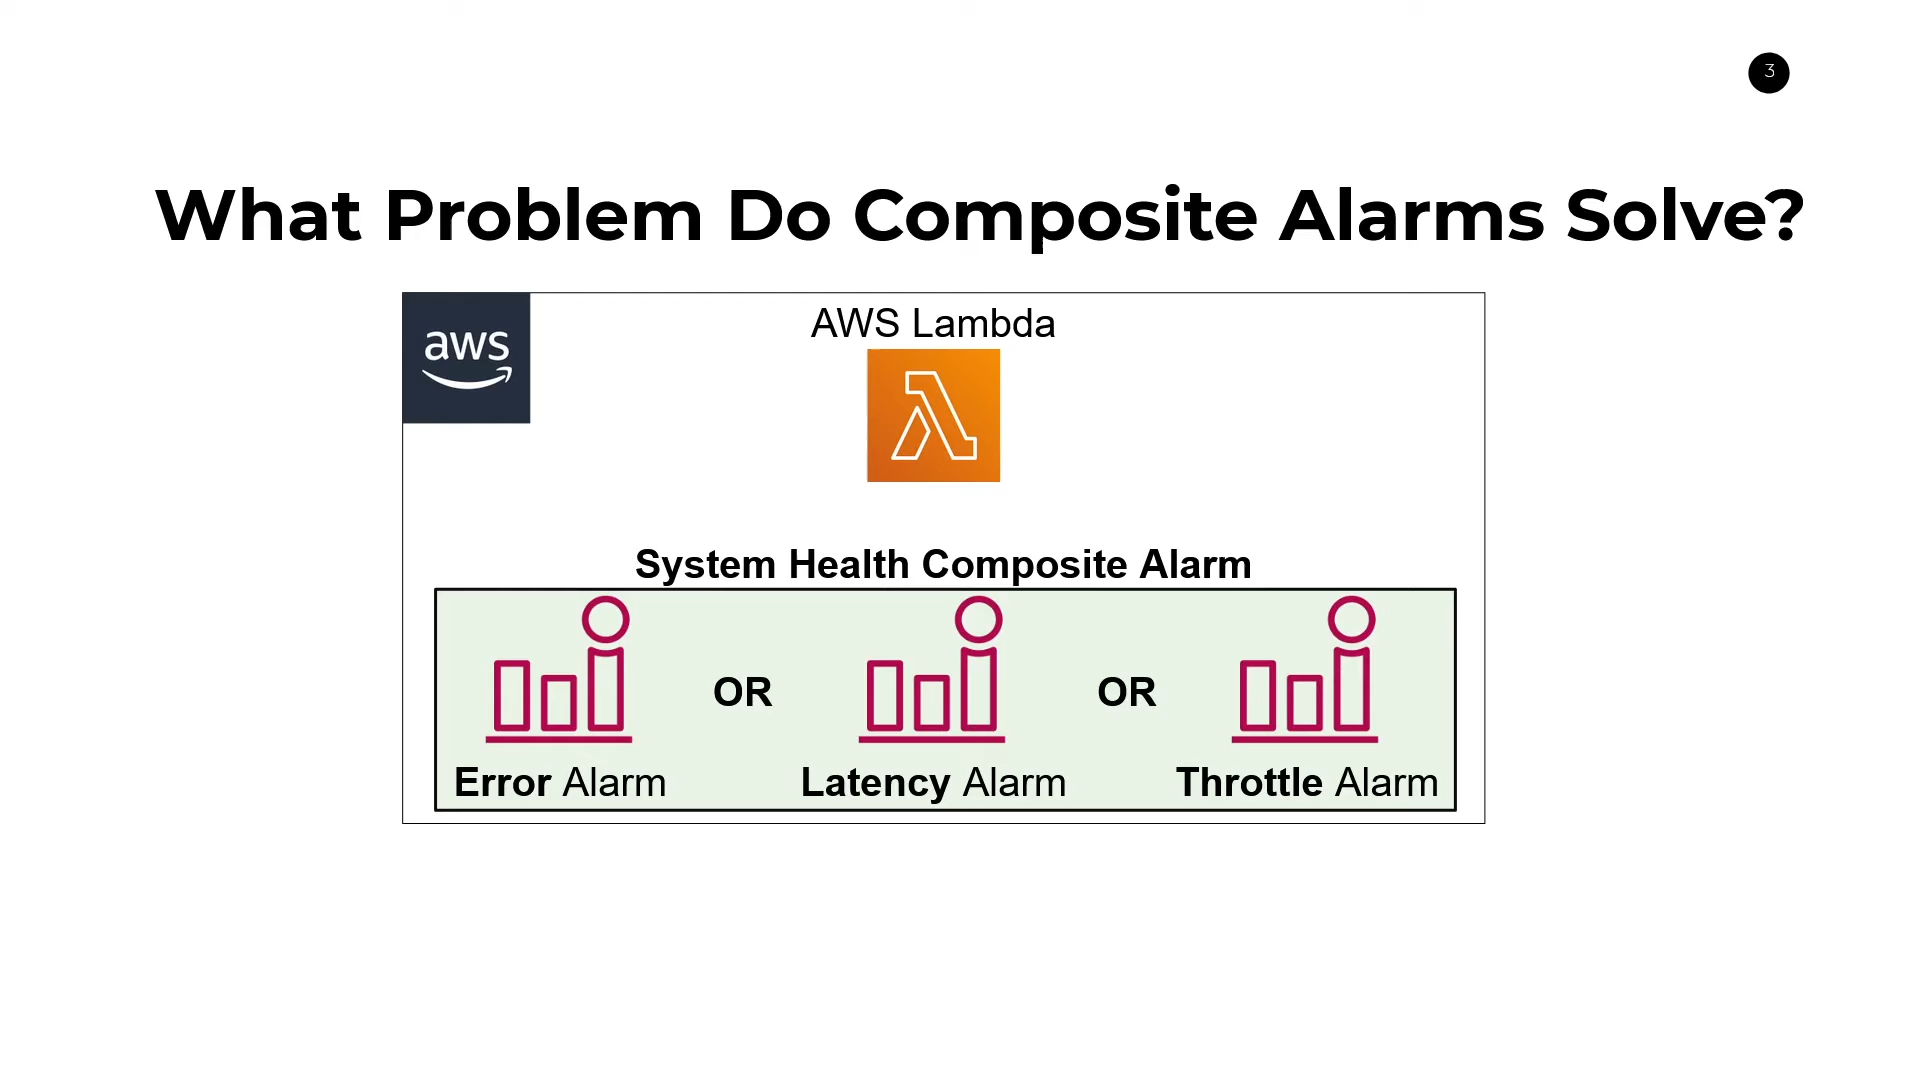 3
What Problem Do Composite Alarms Solve?
aws
AWS Lambda
System Health Composite Alarm
OR
OR
Error Alarm
Latency Alarm
Throttle Alarm